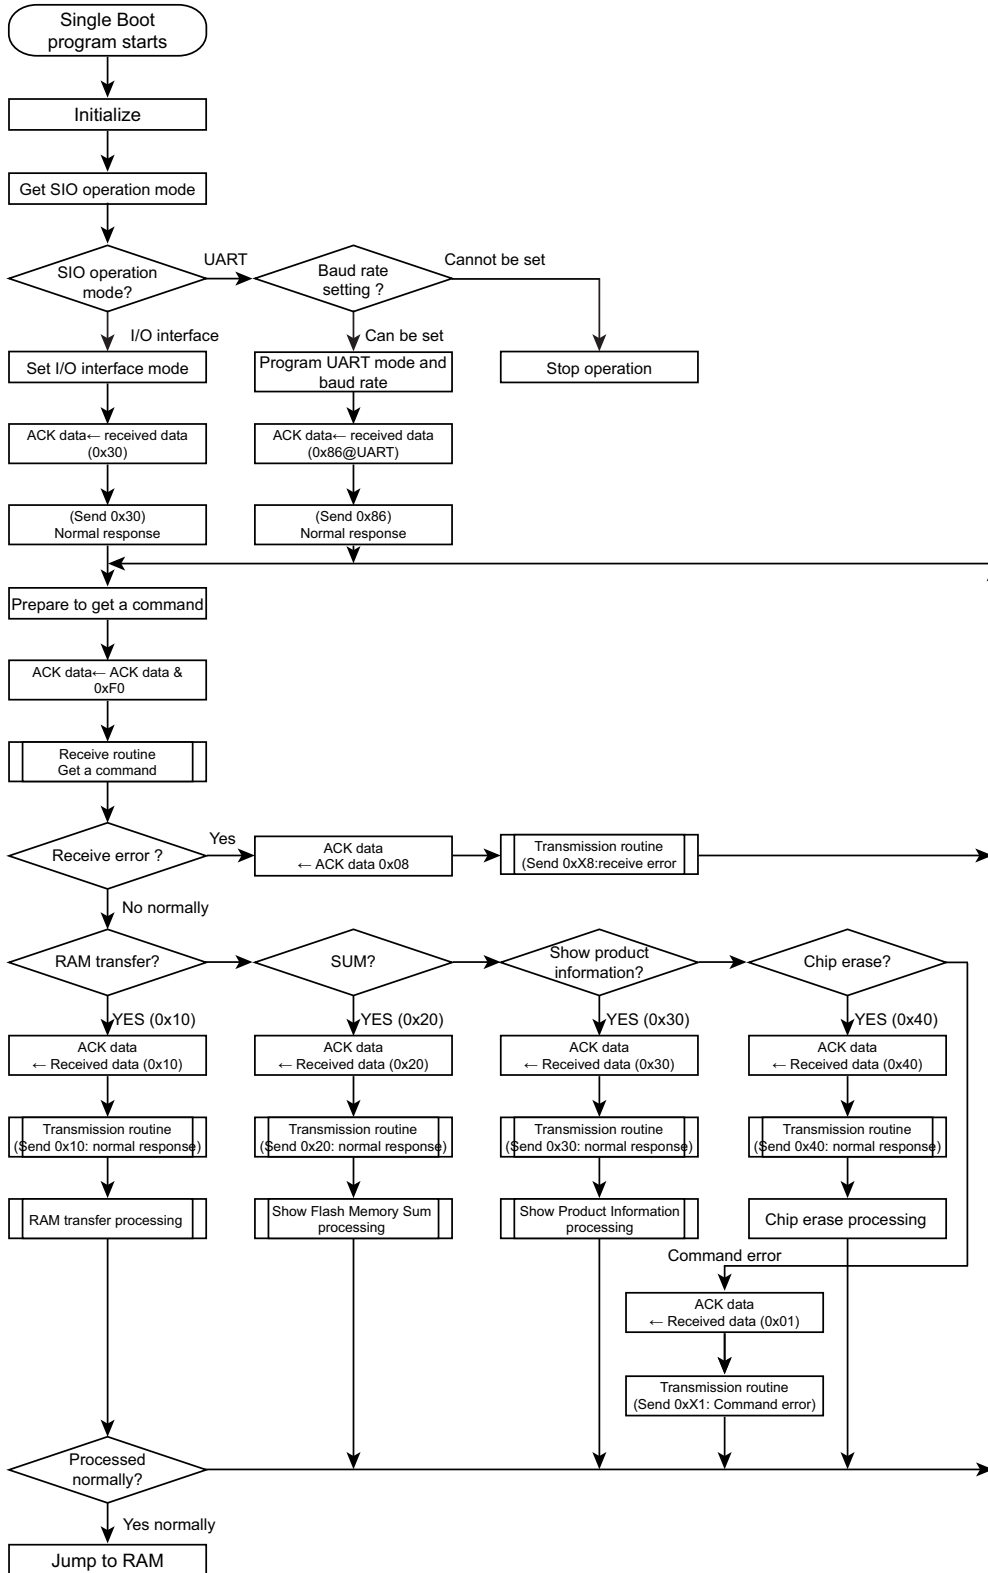 Single Boot
program starts
Initialize
Get SIO operation mode
SIO operation
mode?
UART
Baud rate
setting ?
Cannot be set
I/O interface
Can be set
Set I/O interface mode
Program UART mode and
baud rate
Stop operation
ACK data← received data
(0x30)
ACK data← received data
(0x86@UART)
(Send 0x30)
Normal response
(Send 0x86)
Normal response
Prepare to get a command
ACK data← ACK data &
0xF0
Receive routine
Get a command
Receive error ?
Yes
ACK data
← ACK data 0x08
Transmission routine
(Send 0xX8:receive error
No normally
RAM transfer?
SUM?
Show product
information?
Chip erase?
YES (0x10)
YES (0x20)
YES (0x30)
YES (0x40)
ACK data
← Received data (0x10)
ACK data
← Received data (0x20)
ACK data
← Received data (0x30)
ACK data
← Received data (0x40)
Transmission routine
(Send 0x10: normal response)
Transmission routine
(Send 0x20: normal response)
Transmission routine
(Send 0x30: normal response)
Transmission routine
(Send 0x40: normal response)
RAM transfer processing
Show Flash Memory Sum
processing
Show Product Information
processing
Chip erase processing
Command error
ACK data
← Received data (0x01)
Transmission routine
(Send 0xX1: Command error)
Processed
normally?
Yes normally
Jump to RAM